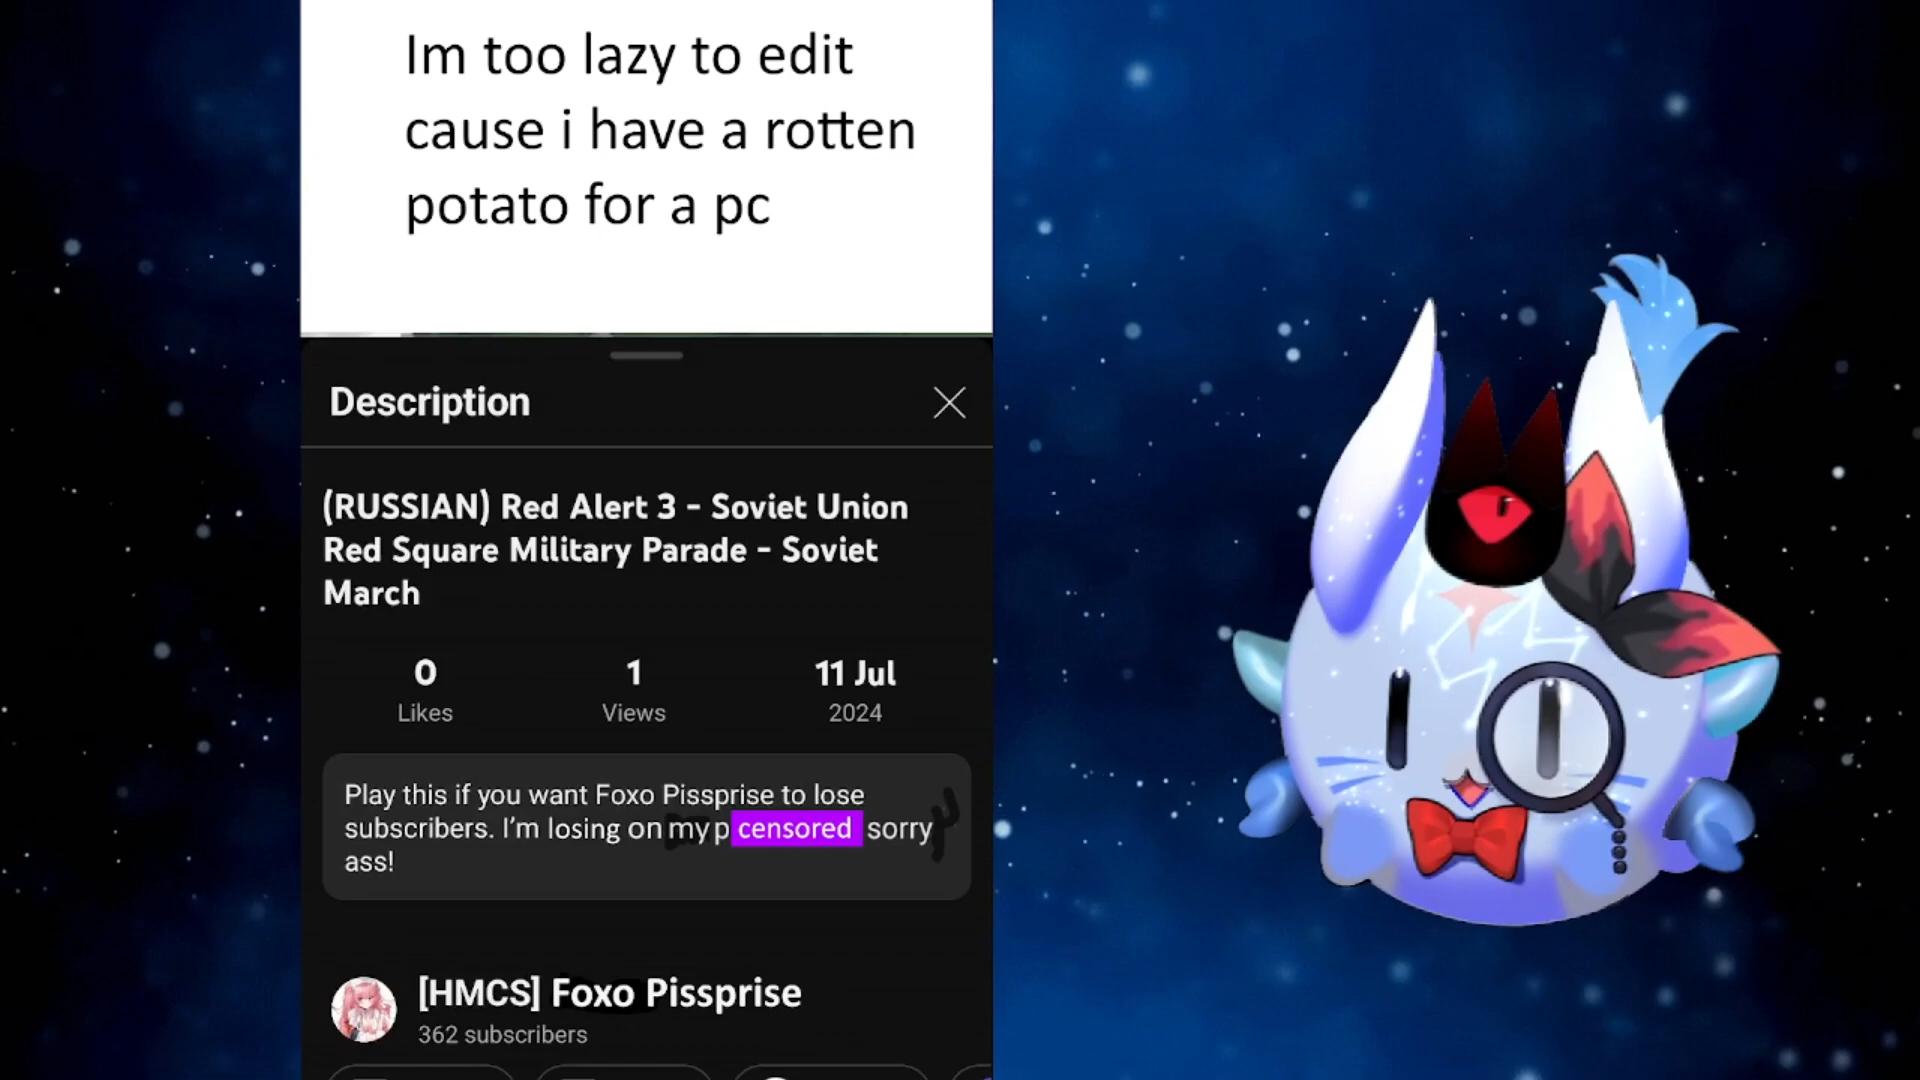 Im too lazy to edit
cause i have a rotten
potato for a pc
Description
(RUSSIAN) Red Alert 3 - Soviet Union
Red Square Military Parade - Soviet
March
0
Likes
1
Views
11 Jul
2024
Play this if you want Foxo Pissprise to lose
subscribers. I'm losing on my p censored sorry
ass!
[HMCS] Foxo Pissprise
362 subscribers